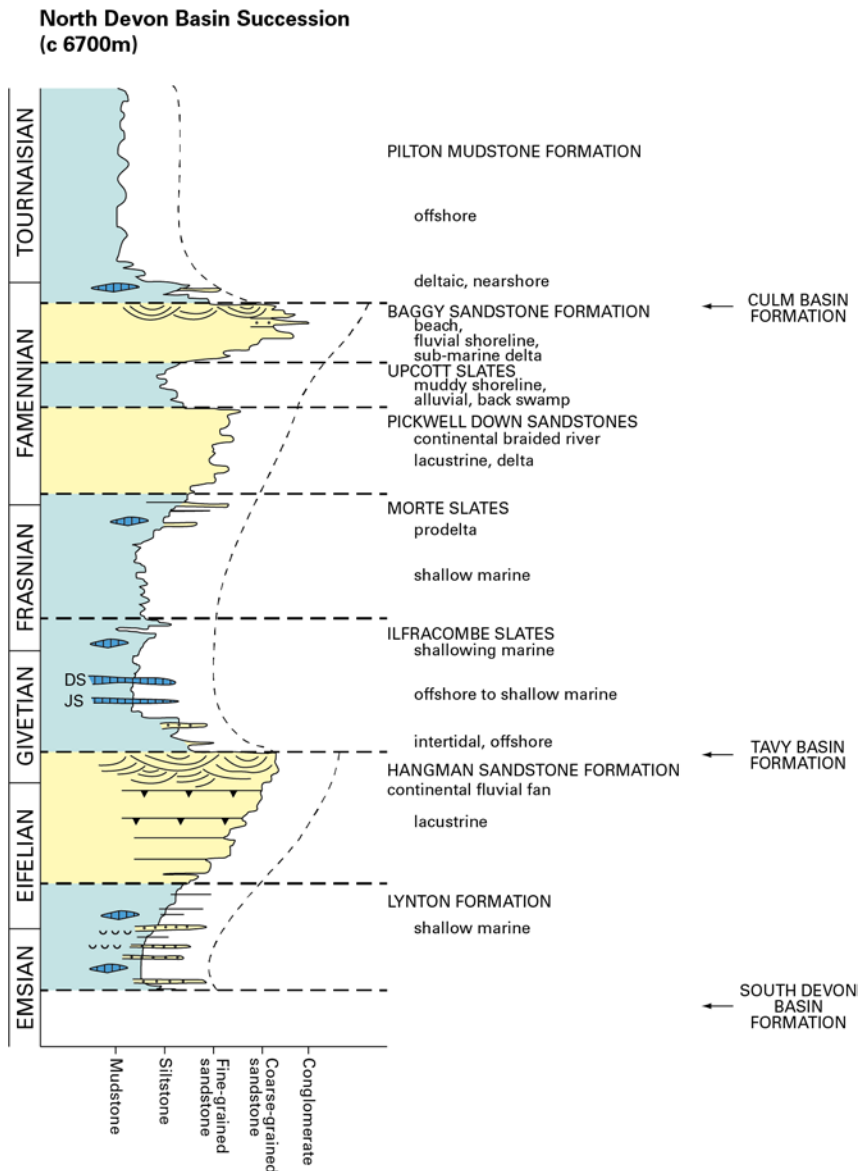 North Devon Basin Succession
(c 6700m)
TOURNAISIAN
FAMENNIAN
FRASNIAN
GIVETIAN
EIFELIAN
EMSIAN
DS
JS
PILTON MUDSTONE FORMATION
offshore
deltaic, nearshore
BAGGY SANDSTONE FORMATION
beach,
fluvial shoreline,
sub-marine delta
UPCOTT SLATES
muddy shoreline,
alluvial, back swamp
PICKWELL DOWN SANDSTONES
continental braided river
lacustrine, delta
MORTE SLATES
prodelta
shallow marine
ILFRACOMBE SLATES
shallowing marine
offshore to shallow marine
intertidal, offshore
HANGMAN SANDSTONE FORMATION
continental fluvial fan
lacustrine
LYNTON FORMATION
shallow marine
CULM BASIN
FORMATION
TAVY BASIN
FORMATION
SOUTH DEVON
BASIN
FORMATION
Mudstone
Siltstone
Fine-grained
sandstone
Coarse-grained
sandstone
Conglomerate